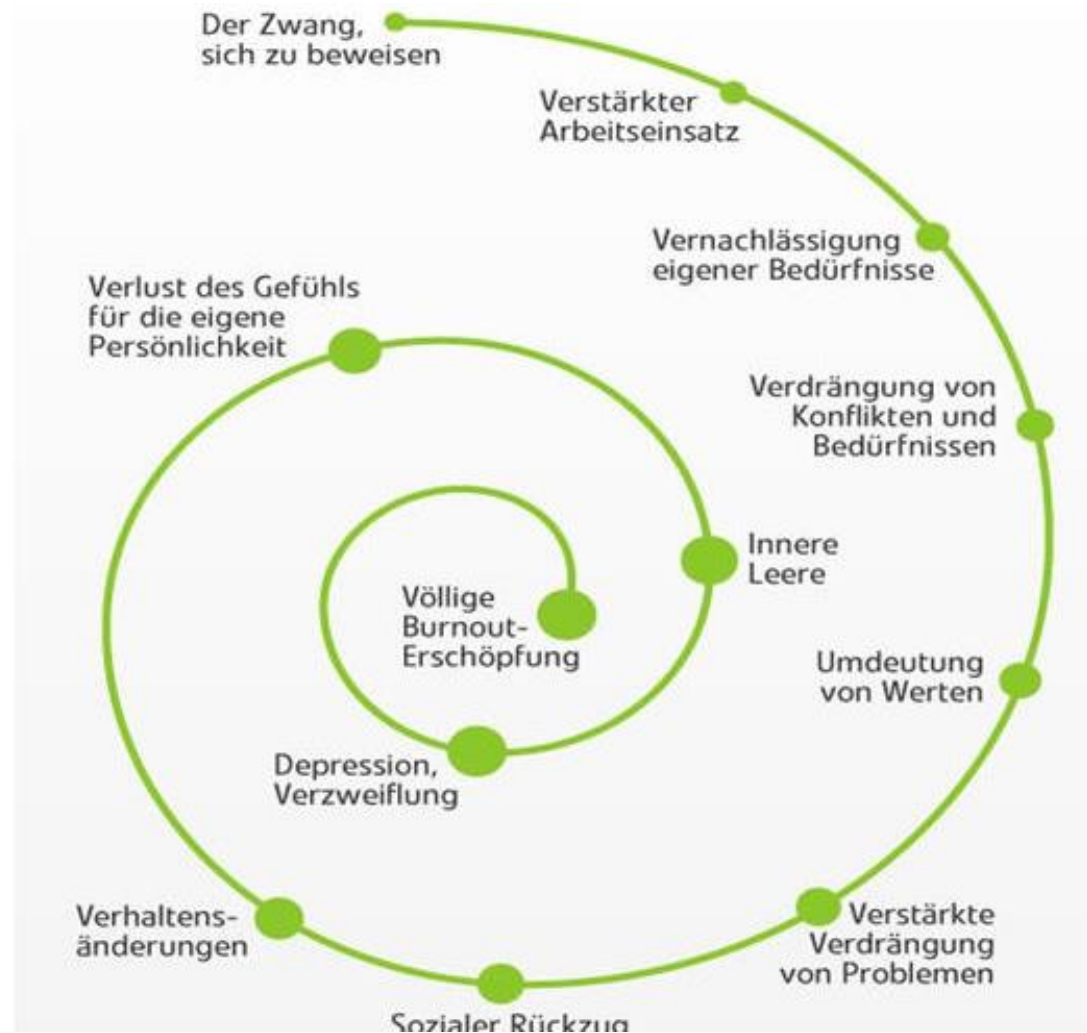 Der Zwang,
sich zu beweisen
Verstärkter
Arbeitseinsatz
Vernachlässigung
eigener Bedürfnisse
Verdrängung von
Konflikten und
Bedürfnissen
Umdeutung
von Werten
Verstärkte
Verdrängung
von Problemen
Sozialer Rückzug
Verhaltens-
änderungen
Verlust des Gefühls
für die eigene
Persönlichkeit
Innere
Leere
Depression,
Verzweiflung
Völlige
Burnout-
Erschöpfung